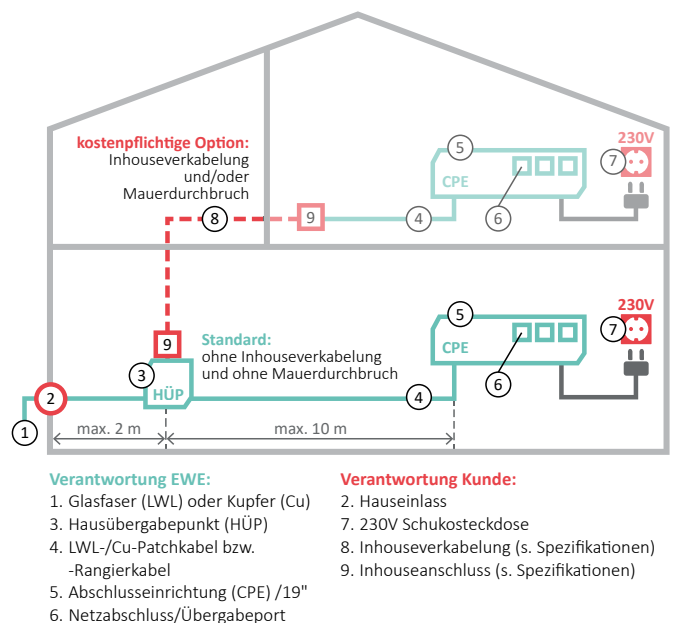 kostenpflichtige Option:
Inhouseverkabelung
und/oder
Mauerdurchbruch
8
9
4
5
CPE
6
230V
7
Standard:
ohne Inhouseverkabelung
und ohne Mauerdurchbruch
9
3
HÜP
2
1
4
5
CPE
6
230V
7
max. 2 m
max. 10 m
Verantwortung EWE:
1. Glasfaser (LWL) oder Kupfer (Cu)
3. Hausübergabepunkt (HÜP)
4. LWL-/Cu-Patchkabel bzw.
-Rangierkabel
5. Abschlusseinrichtung (CPE) /19"
6. Netzabschluss/Übergabeport
Verantwortung Kunde:
2. Hauseinlass
7. 230V Schukosteckdose
8. Inhouseverkabelung (s. Spezifikationen)
9. Inhouseanschluss (s. Spezifikationen)